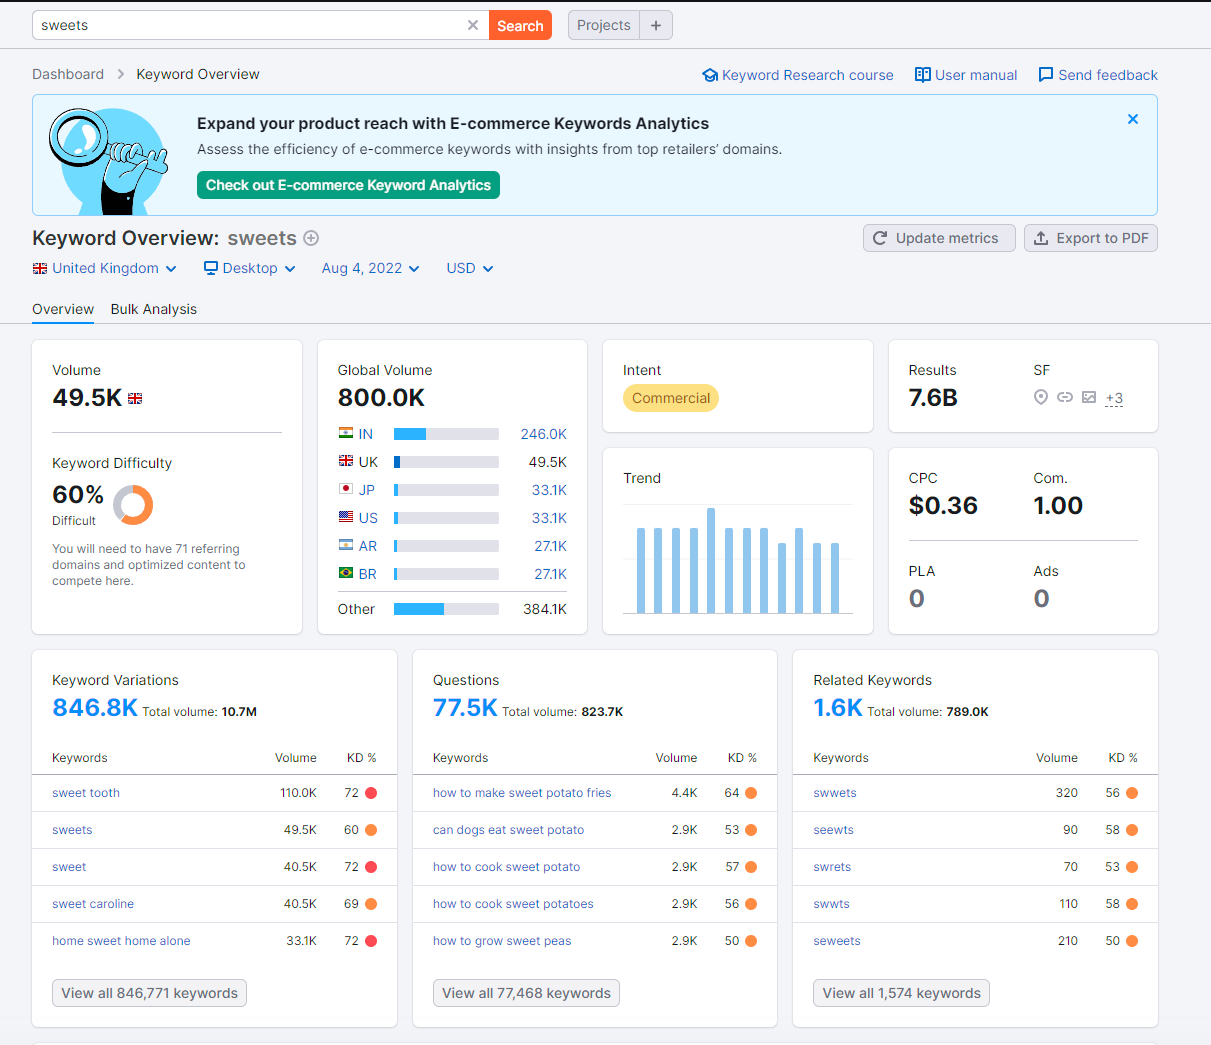 sweets
Search
Projects
+
Dashboard > Keyword Overview
Keyword Research course
User manual
Send feedback
Expand your product reach with E-commerce Keywords Analytics
Assess the efficiency of e-commerce keywords with insights from top retailers’ domains.
Check out E-commerce Keyword Analytics
Keyword Overview: sweets
Update metrics
Export to PDF
United Kingdom
Desktop
Aug 4, 2022
USD
Overview
Bulk Analysis
Volume
49.5K
Keyword Difficulty
60%
Difficult
You will need to have 71 referring
domains and optimized content to
compete here.
Global Volume
800.0K
IN 246.0K
UK 49.5K
JP 33.1K
US 33.1K
AR 27.1K
BR 27.1K
Other 384.1K
Intent
Commercial
Trend
Results SF
7.6B +3
CPC Com.
$0.36 1.00
PLA Ads
0 0
Keyword Variations
846.8K Total volume: 10.7M
Keywords Volume KD %
sweet tooth 110.0K 72
sweets 49.5K 60
sweet 40.5K 72
sweet caroline 40.5K 69
home sweet home alone 33.1K 72
View all 846,771 keywords
Questions
77.5K Total volume: 823.7K
Keywords Volume KD %
how to make sweet potato fries 4.4K 64
can dogs eat sweet potato 2.9K 53
how to cook sweet potato 2.9K 57
how to cook sweet potatoes 2.9K 56
how to grow sweet peas 2.9K 50
View all 77,468 keywords
Related Keywords
1.6K Total volume: 789.0K
Keywords Volume KD %
swwets 320 56
seewts 90 58
swrets 70 53
swwts 110 58
seweets 210 50
View all 1,574 keywords